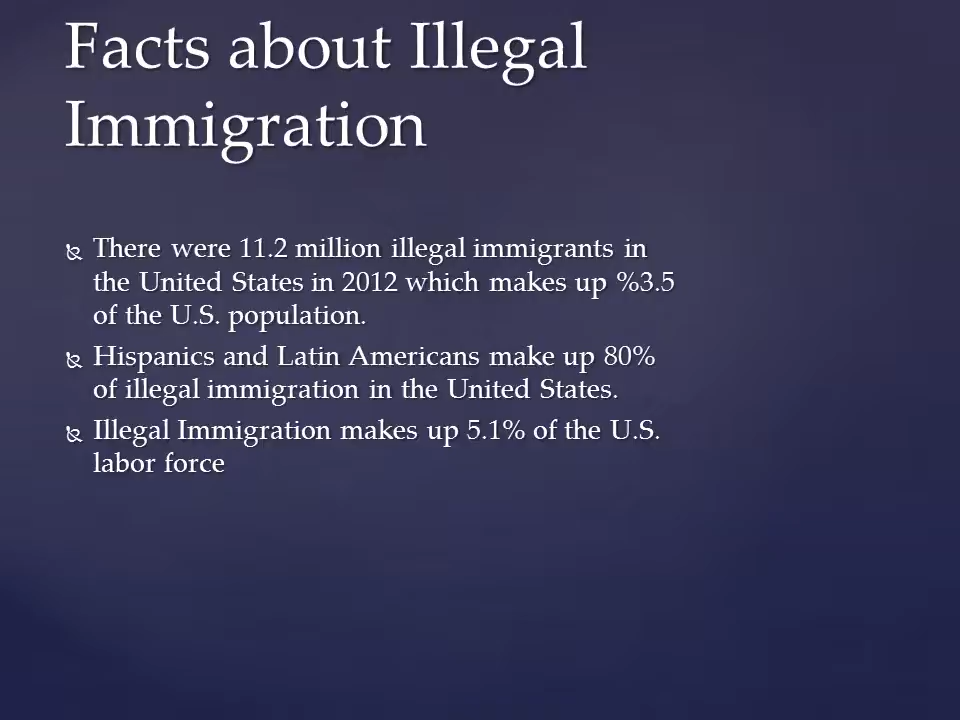 Facts about Illegal
Immigration
There were 11.2 million illegal immigrants in
the United States in 2012 which makes up %3.5
of the U.S. population.
Hispanics and Latin Americans make up 80%
of illegal immigration in the United States.
Illegal Immigration makes up 5.1% of the U.S.
labor force